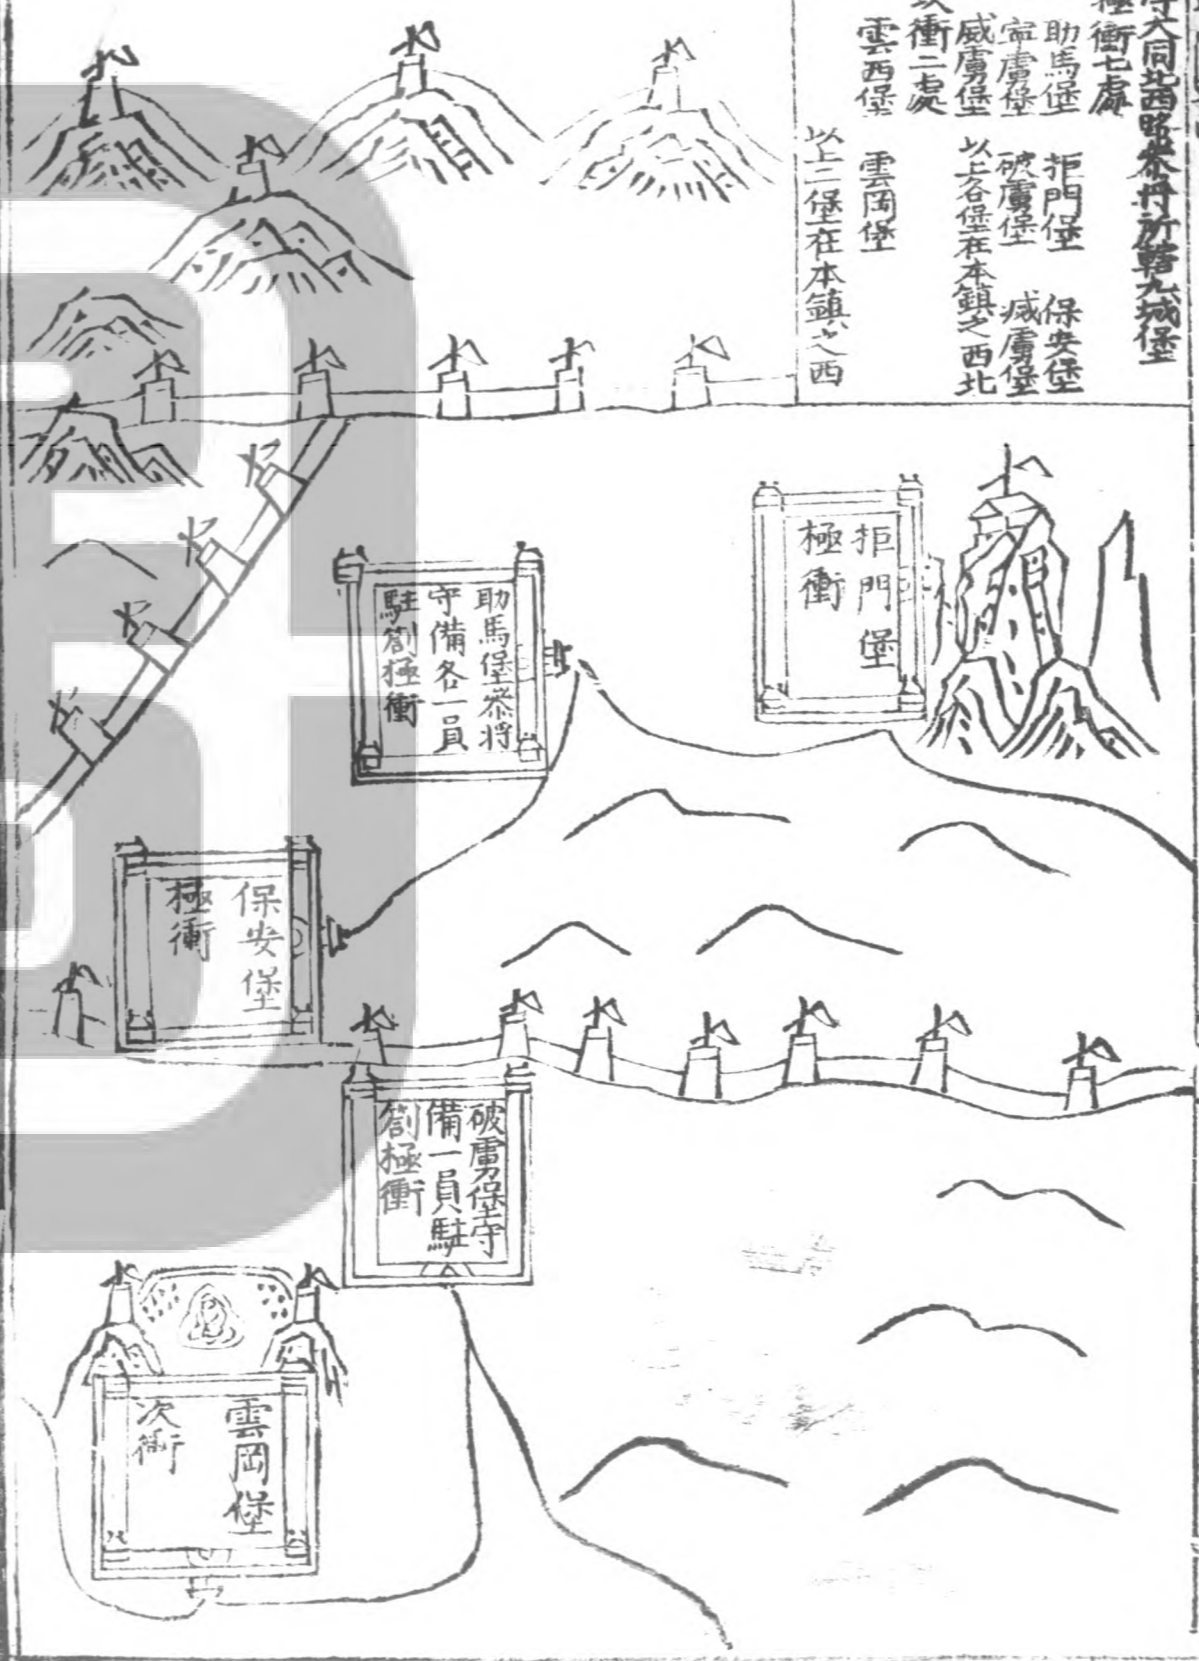 守大同北西路叅將所轄九城堡
極衝七處
助馬堡　拒門堡　保安堡
寧虜堡　破虜堡　滅虜堡
威虜堡　以上各堡在本鎮之西北
次衝二處
雲西堡　雲岡堡
以上二堡在本鎮之西
拒門堡
極衝
助馬堡叅將
守備各一員
駐劄極衝
保安堡
極衝
破虜堡守
備一員駐
劄極衝
雲岡堡
次衝